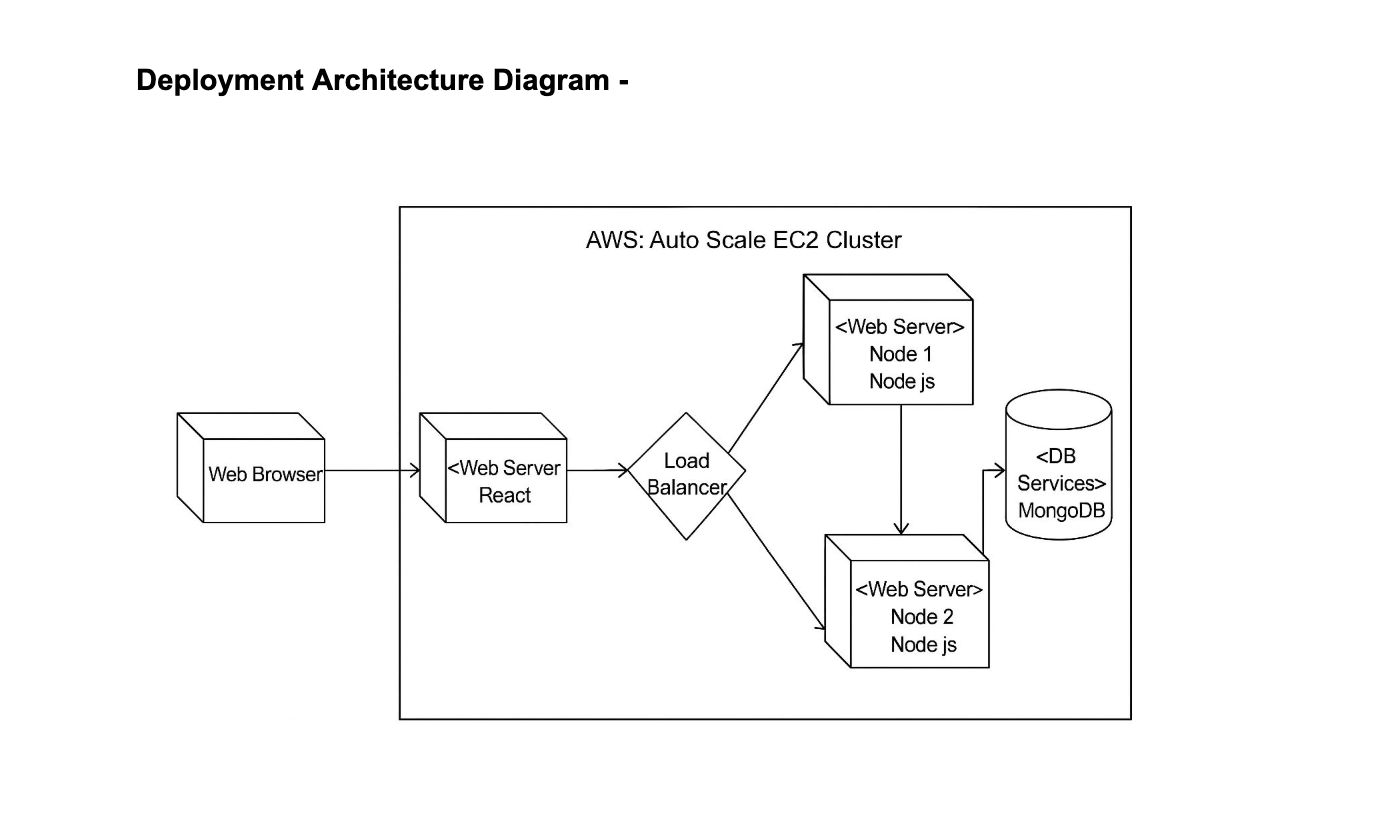 Deployment Architecture Diagram -
AWS: Auto Scale EC2 Cluster
Web Browser
<Web Server
React
Load
Balancer
<Web Server>
Node 1
Node js
<Web Server>
Node 2
Node js
<DB
Services>
MongoDB